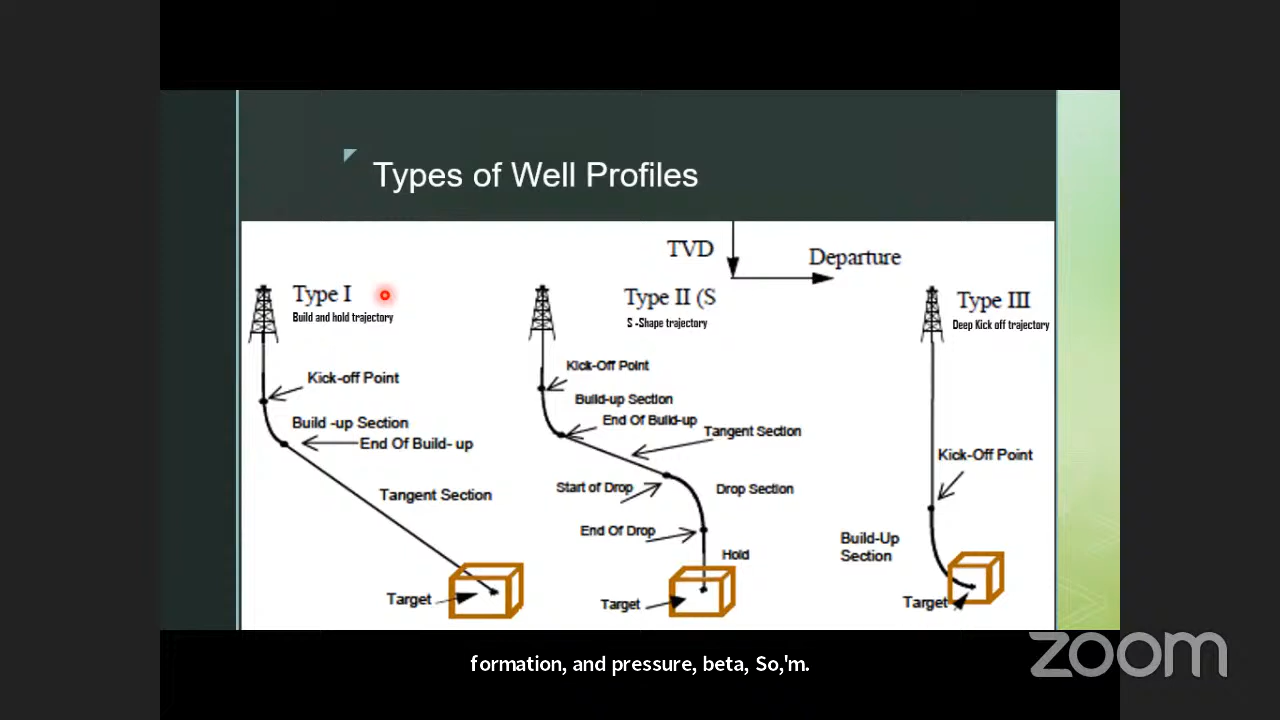 Types of Well Profiles
TVD
Departure
Type I
Build and hold trajectory
Kick-off Point
Build -up Section
End Of Build- up
Tangent Section
Target
Type II (S
S -Shape trajectory
Kick-Off Point
Build-up Section
End Of Build-up
Tangent Section
Start of Drop
Drop Section
End Of Drop
Hold
Target
Type III
Deep Kick off trajectory
Kick-Off Point
Build-Up
Section
Target
formation, and pressure, beta, So,'m.
zoom